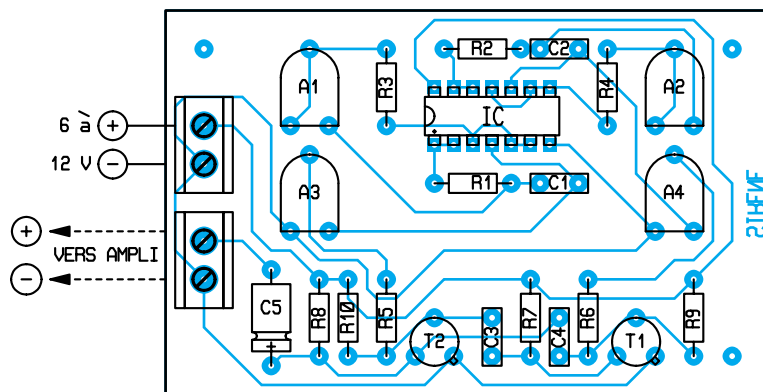 R2
C2
A1
R3
R4
A2
IC
6 à +
12 V −
R1
C1
A3
A4
+
VERS AMPLI
−
C5
+
R8
R10
R5
T2
C3
R7
C4
R6
T1
R9